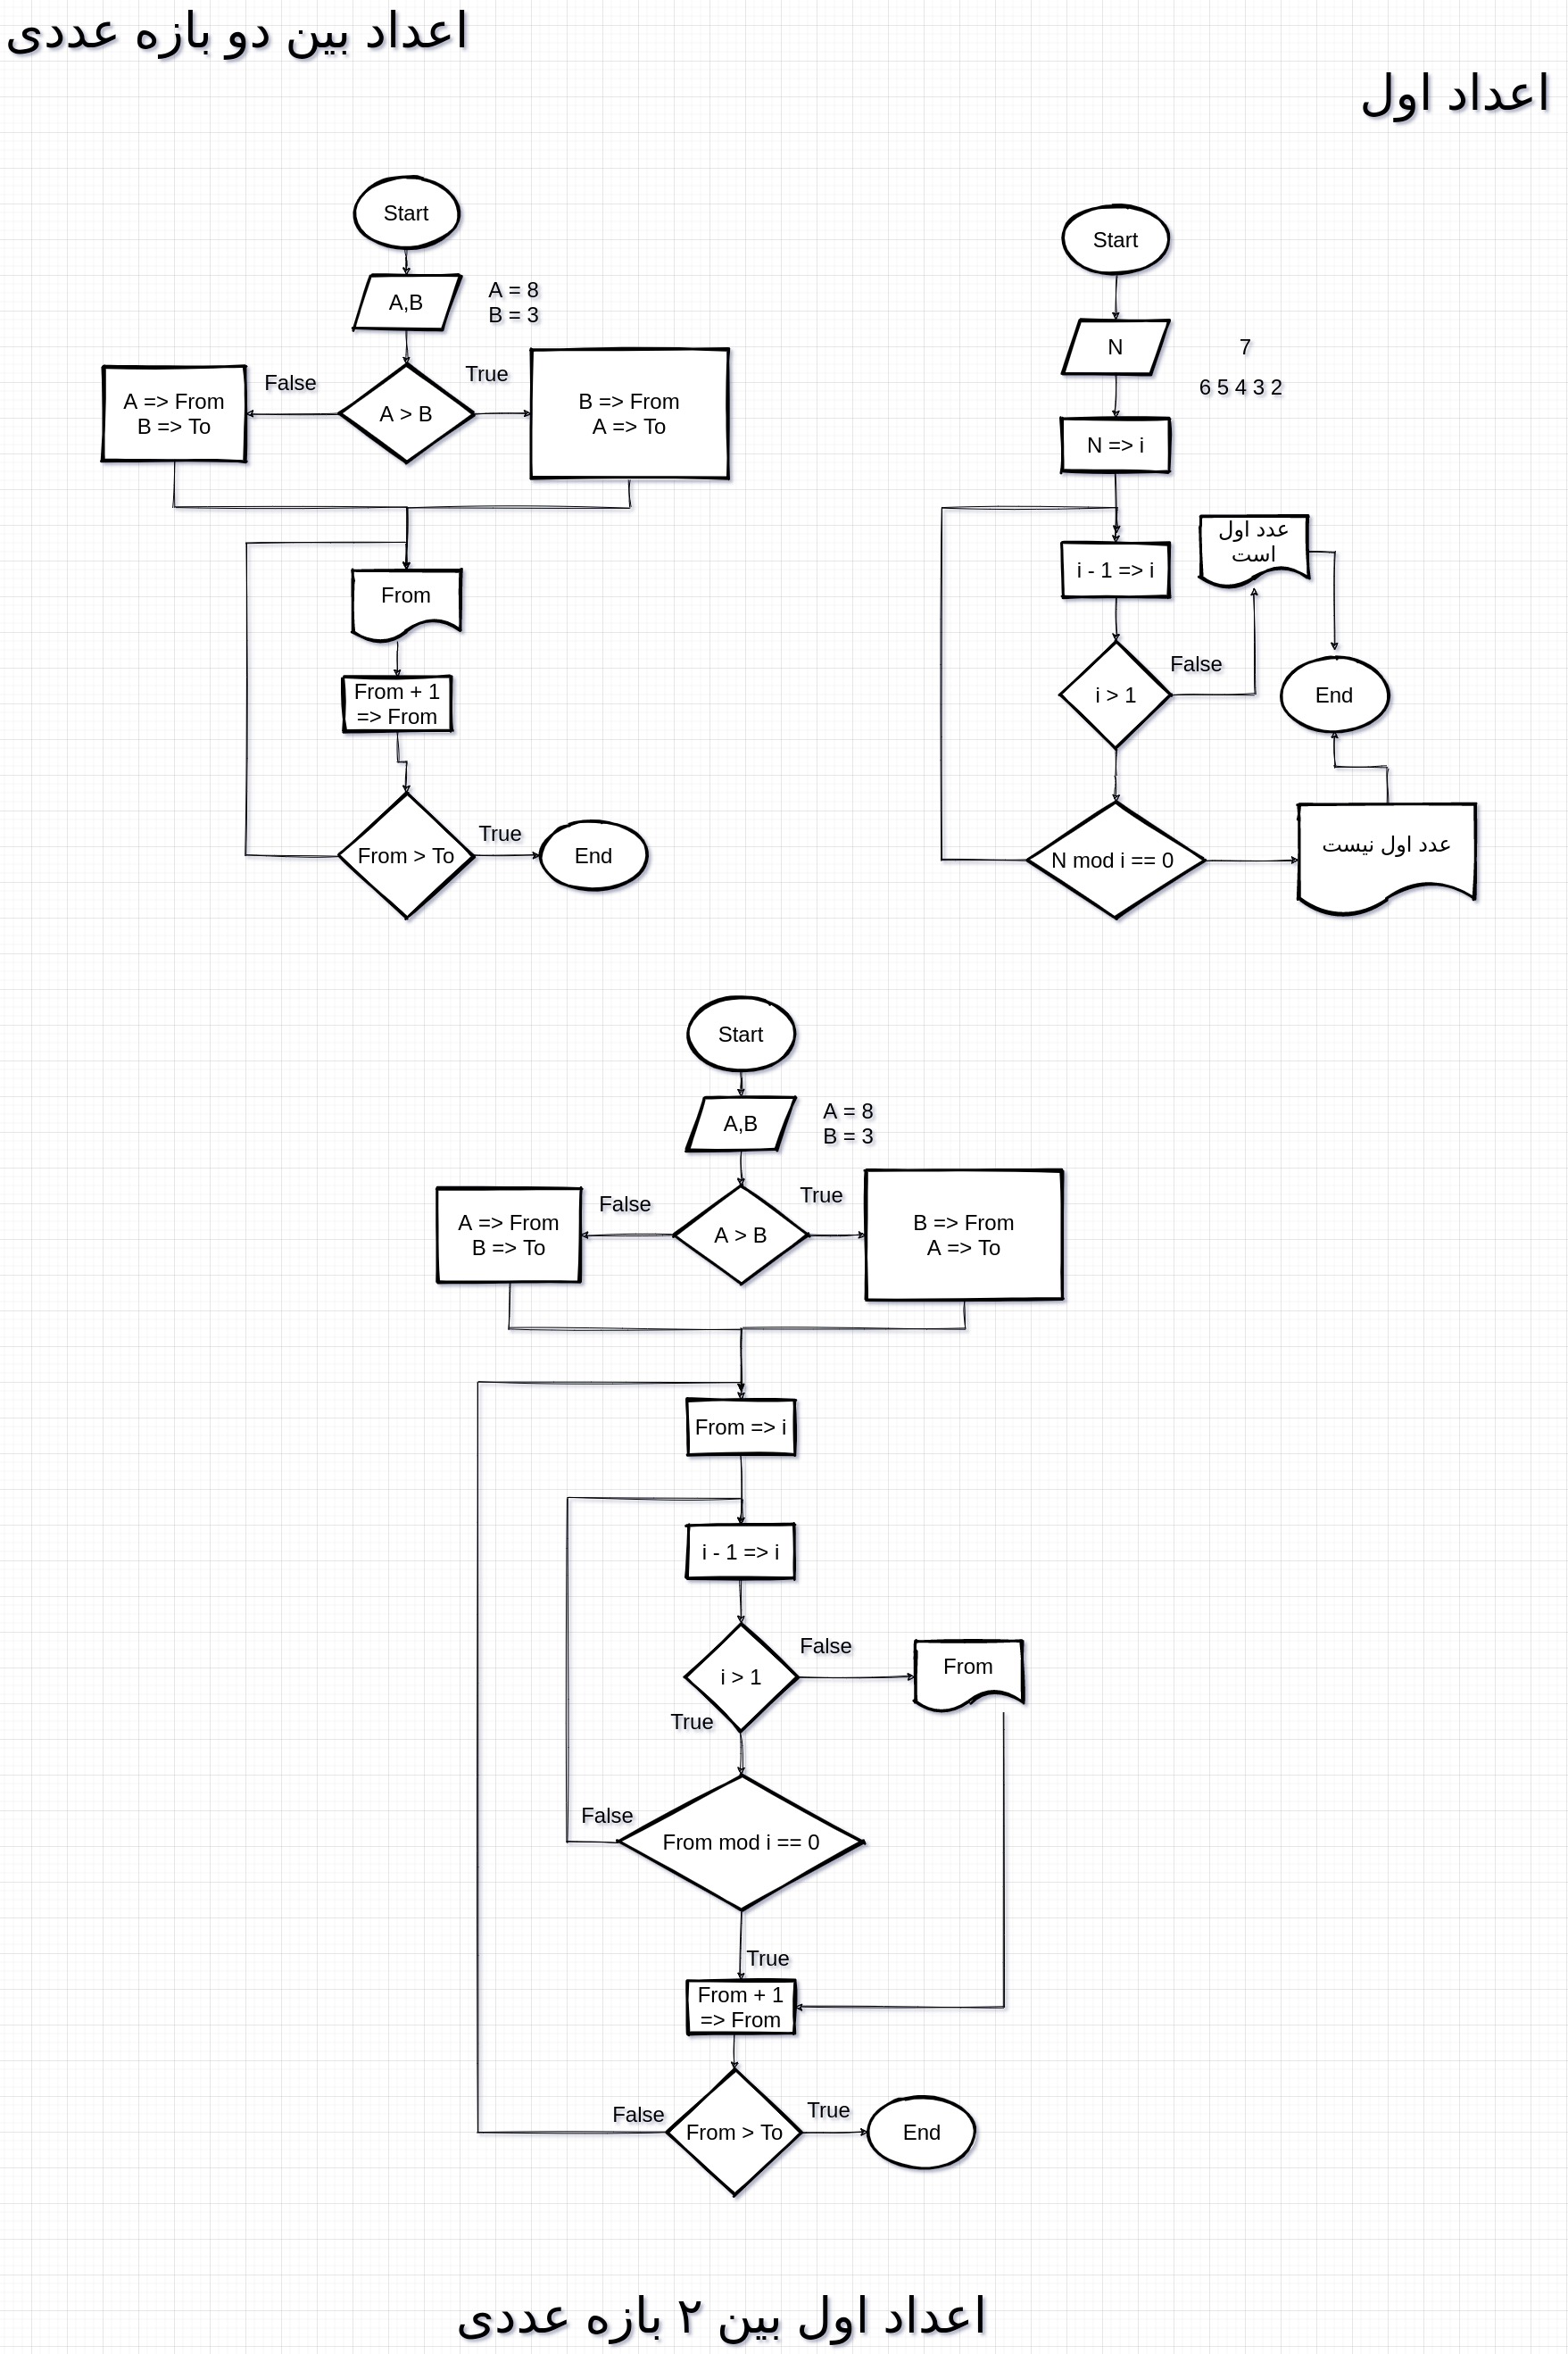 اعداد بین دو بازه عددی
Start
A,B
A = 8
B = 3
A > B
False
True
A => From
B => To
B => From
A => To
From
From + 1
=> From
From > To
True
End
اعداد اول
Start
N
7
6 5 4 3 2
N => i
i - 1 => i
عدد اول
است
i > 1
False
End
N mod i == 0
عدد اول نیست
Start
A,B
A = 8
B = 3
A > B
False
True
A => From
B => To
B => From
A => To
From => i
i - 1 => i
i > 1
False
From
True
False
From mod i == 0
True
From + 1
=> From
False
From > To
True
End
اعداد اول بین ۲ بازه عددی